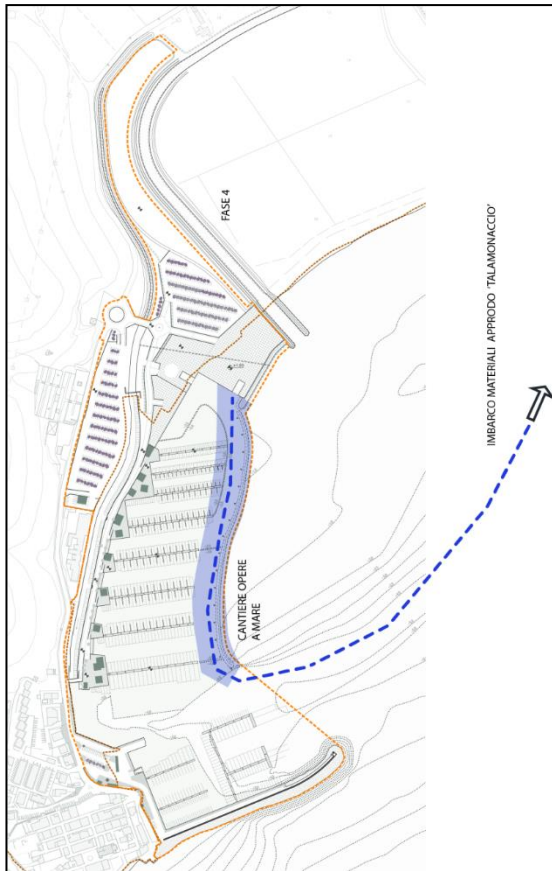 FASE 4
CANTIERE OPERE
A MARE
IMBARCO MATERIALI APPRODO 'TALAMONACCIO'